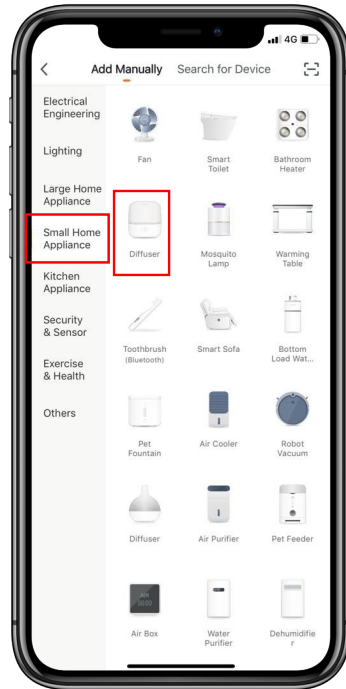 4G
Add Manually Search for Device
Electrical
Engineering
Lighting
Large Home
Appliance
Small Home
Appliance
Kitchen
Appliance
Security
& Sensor
Exercise
& Health
Others
Fan
Smart
Toilet
Bathroom
Heater
Diffuser
Mosquito
Lamp
Warming
Table
Toothbrush
(Bluetooth)
Smart Sofa
Bottom
Load Wat...
Pet
Fountain
Air Cooler
Robot
Vacuum
Diffuser
Air Purifier
Pet Feeder
Air Box
Water
Purifier
Dehumidifie
r